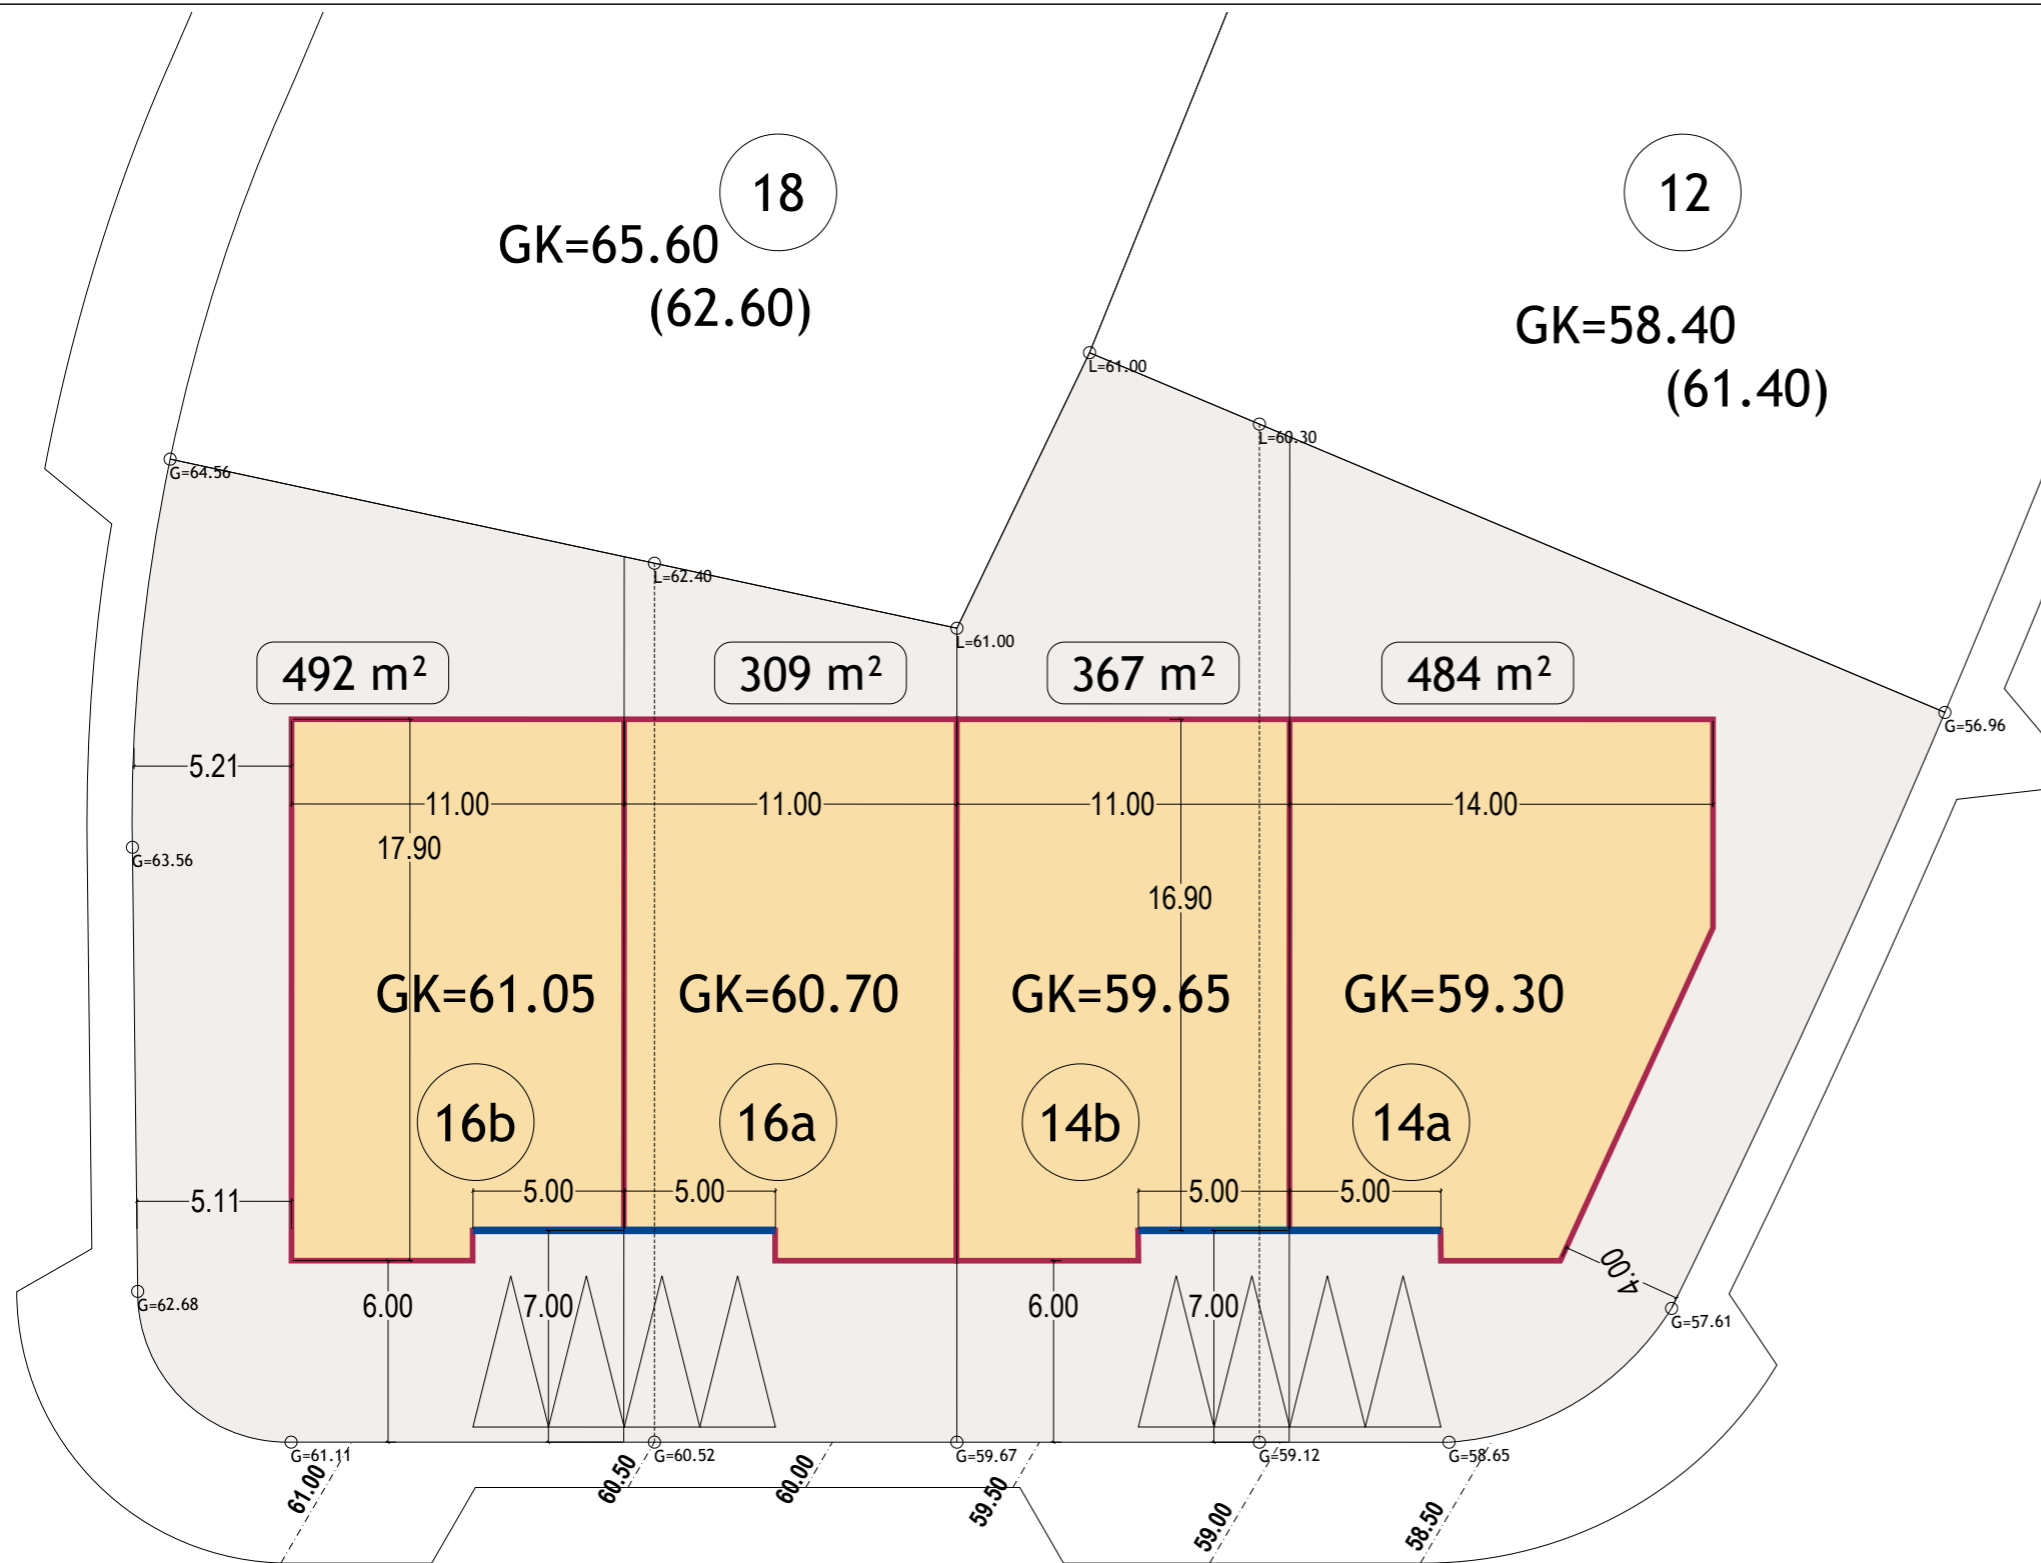 18
12
GK=65.60
(62.60)
GK=58.40
(61.40)
L=61.00
L=60.30
G=64.56
L=62.40
L=61.00
492 m²
309 m²
367 m²
484 m²
G=56.96
5.21
11.00
11.00
11.00
14.00
17.90
G=63.56
16.90
GK=61.05
GK=60.70
GK=59.65
GK=59.30
16b
16a
14b
14a
5.11
5.00
5.00
5.00
5.00
4.00
G=62.68
6.00
7.00
6.00
7.00
G=57.61
G=61.11
G=60.52
G=59.67
G=59.12
G=58.65
61.00
60.50
60.00
59.50
59.00
58.50